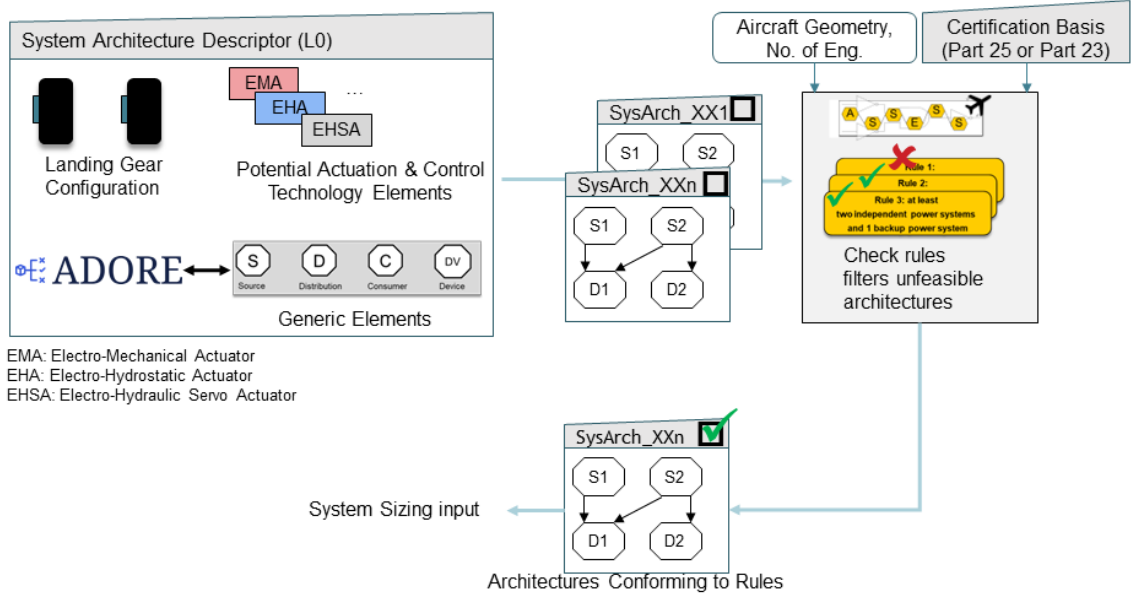 System Architecture Descriptor (L0)
EMA
EHA
EHSA
...
Landing Gear
Configuration
Potential Actuation & Control
Technology Elements
ADORE
S
D
C
DV
Source
Distribution
Consumer
Device
Generic Elements
EMA: Electro-Mechanical Actuator
EHA: Electro-Hydrostatic Actuator
EHSA: Electro-Hydraulic Servo Actuator
SysArch_XX1
S1
S2
SysArch_XXn
S1
S2
D1
D2
Aircraft Geometry,
No. of Eng.
Certification Basis
(Part 25 or Part 23)
A
S
S
E
S
S
Rule 1:
Rule 2:
Rule 3: at least
two independent power systems
and 1 backup power system
Check rules
filters unfeasible
architectures
SysArch_XXn
S1
S2
D1
D2
System Sizing input
Architectures Conforming to Rules